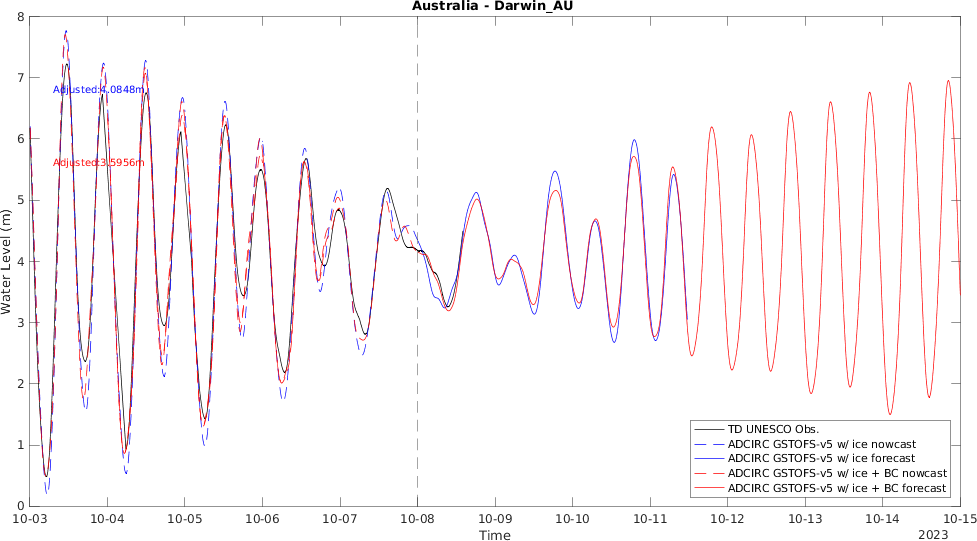 Australia - Darwin_AU
8
7
6
5
4
3
2
1
0
Water Level (m)
Adjusted:4.0848m
Adjusted:3.5956m
TD UNESCO Obs.
ADCIRC GSTOFS-v5 w/ ice nowcast
ADCIRC GSTOFS-v5 w/ ice forecast
ADCIRC GSTOFS-v5 w/ ice + BC nowcast
ADCIRC GSTOFS-v5 w/ ice + BC forecast
10-03 10-04 10-05 10-06 10-07 10-08 10-09 10-10 10-11 10-12 10-13 10-14 10-15
Time
2023